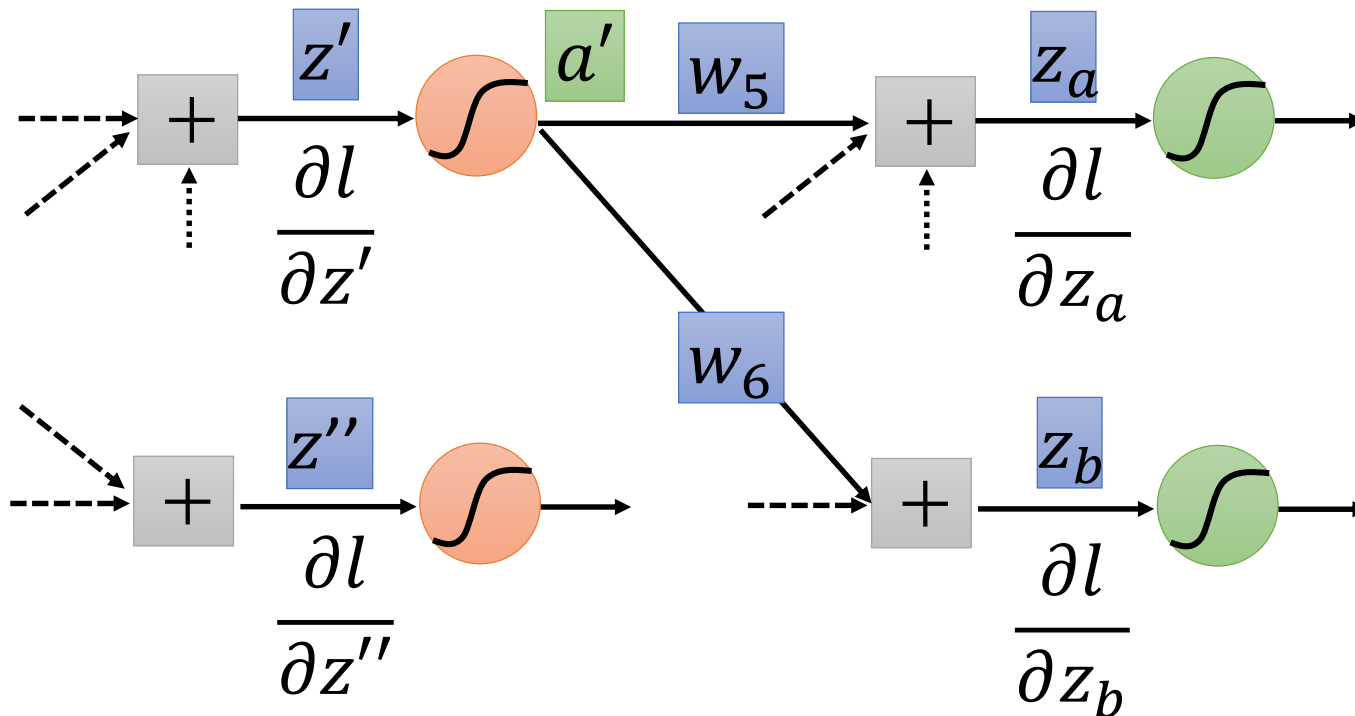 z′ a′ w₅ z_a
+ + 
∂l/∂z′ ∂l/∂z_a
w₆
z′′ z_b
+ +
∂l/∂z′′ ∂l/∂z_b